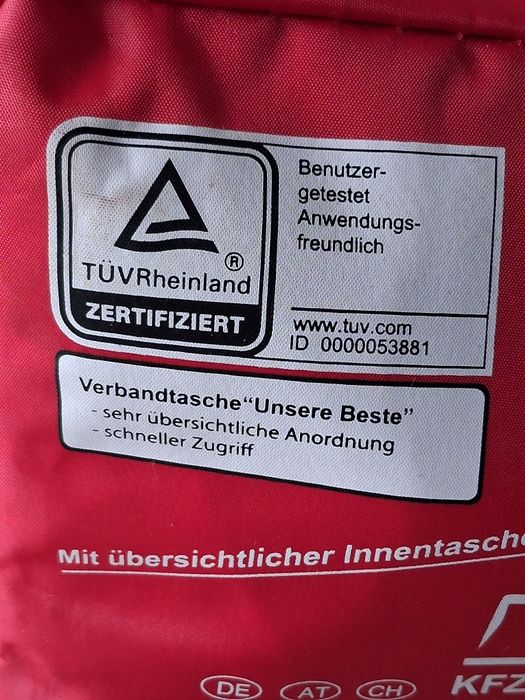 Benutzer-
getestet
Anwendungs-
freundlich
TÜVRheinland®
ZERTIFIZIERT
www.tuv.com
ID 0000053881
Verbandtasche“Unsere Beste”
- sehr übersichtliche Anordnung
- schneller Zugriff
Mit übersichtlicher Innentasche
DE AT CH
KFZ